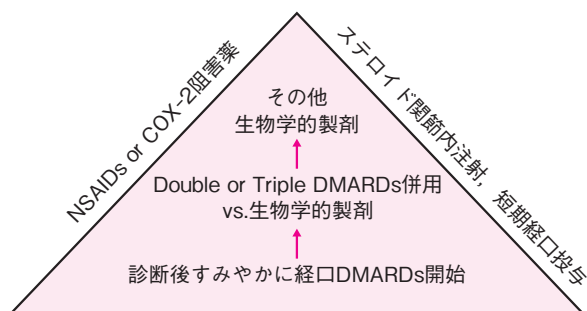 NSAIDs or COX-2阻害薬
ステロイド関節内注射，短期経口投与
その他
生物学的製剤
Double or Triple DMARDs併用
vs.生物学的製剤
診断後すみやかに経口DMARDs開始